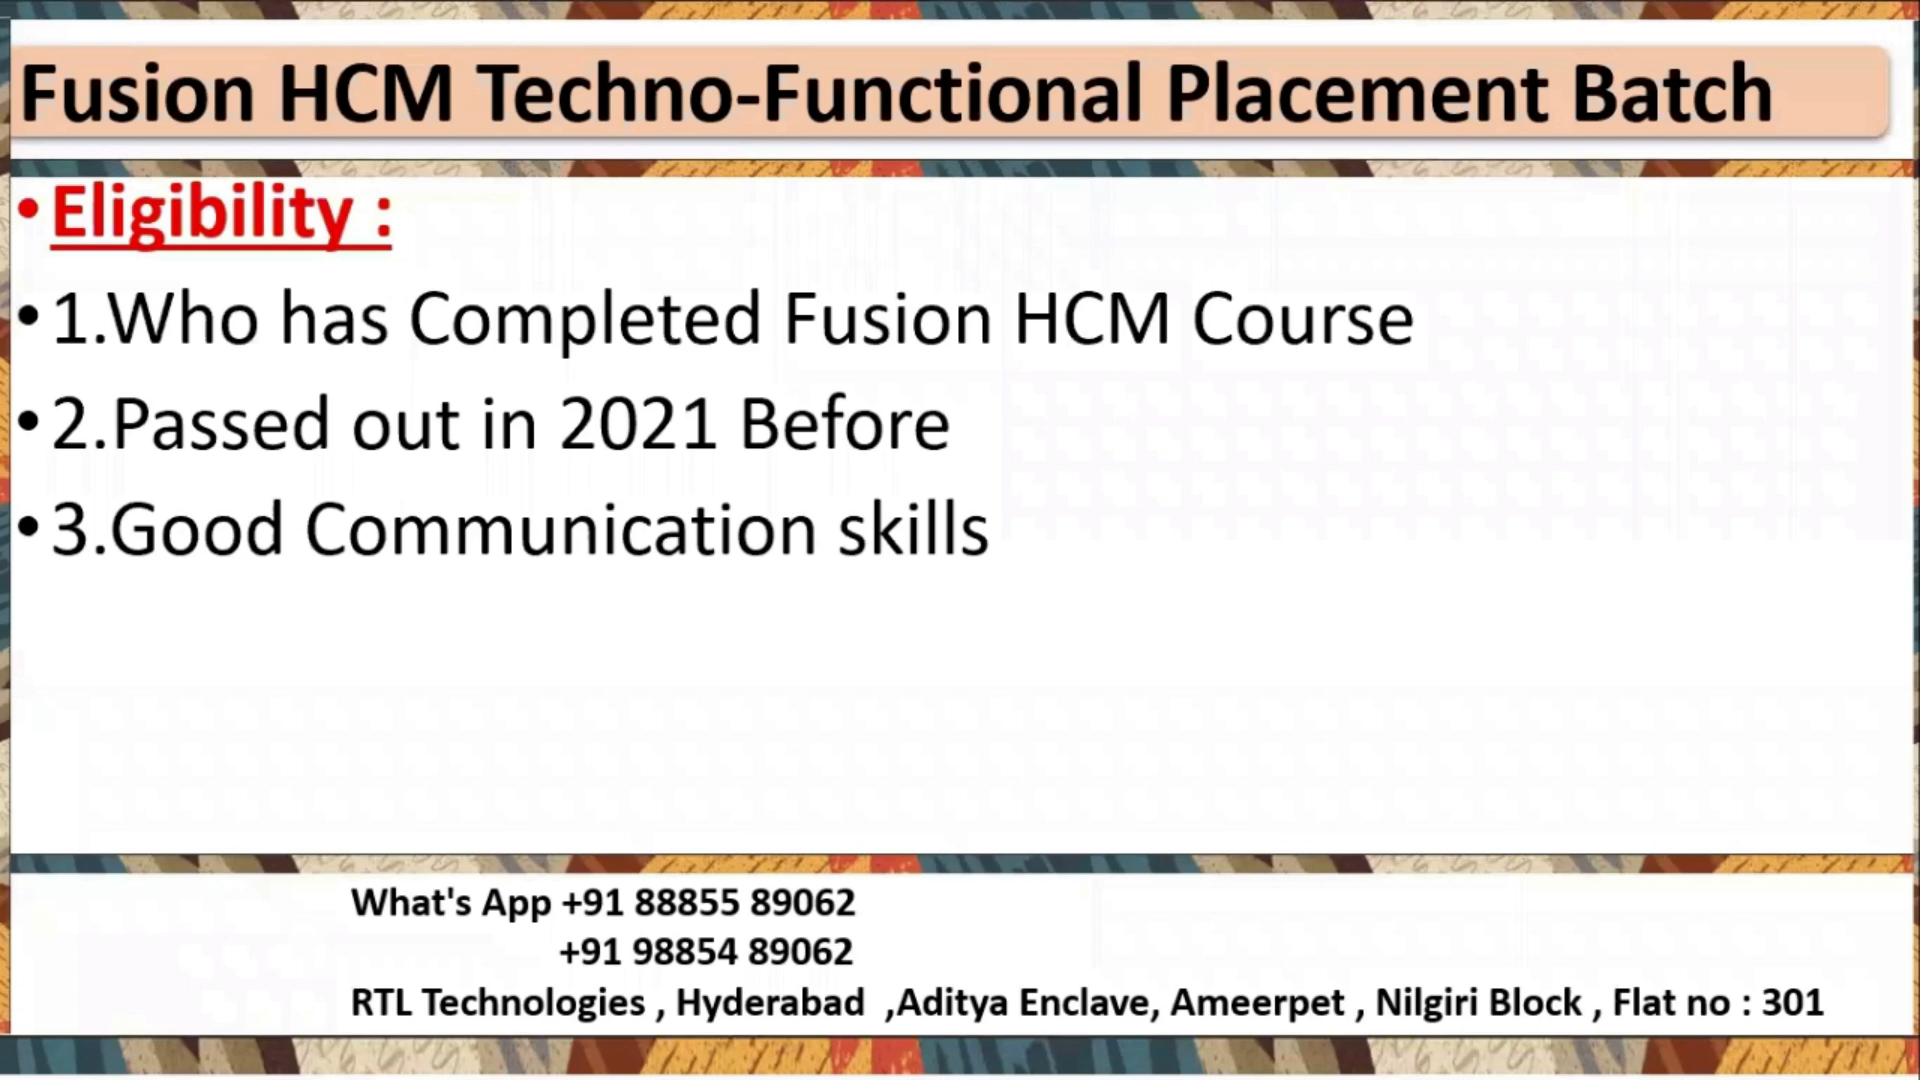 Fusion HCM Techno-Functional Placement Batch
•Eligibility :
•1.Who has Completed Fusion HCM Course
•2.Passed out in 2021 Before
•3.Good Communication skills
What's App +91 88855 89062
+91 98854 89062
RTL Technologies , Hyderabad ,Aditya Enclave, Ameerpet , Nilgiri Block , Flat no : 301